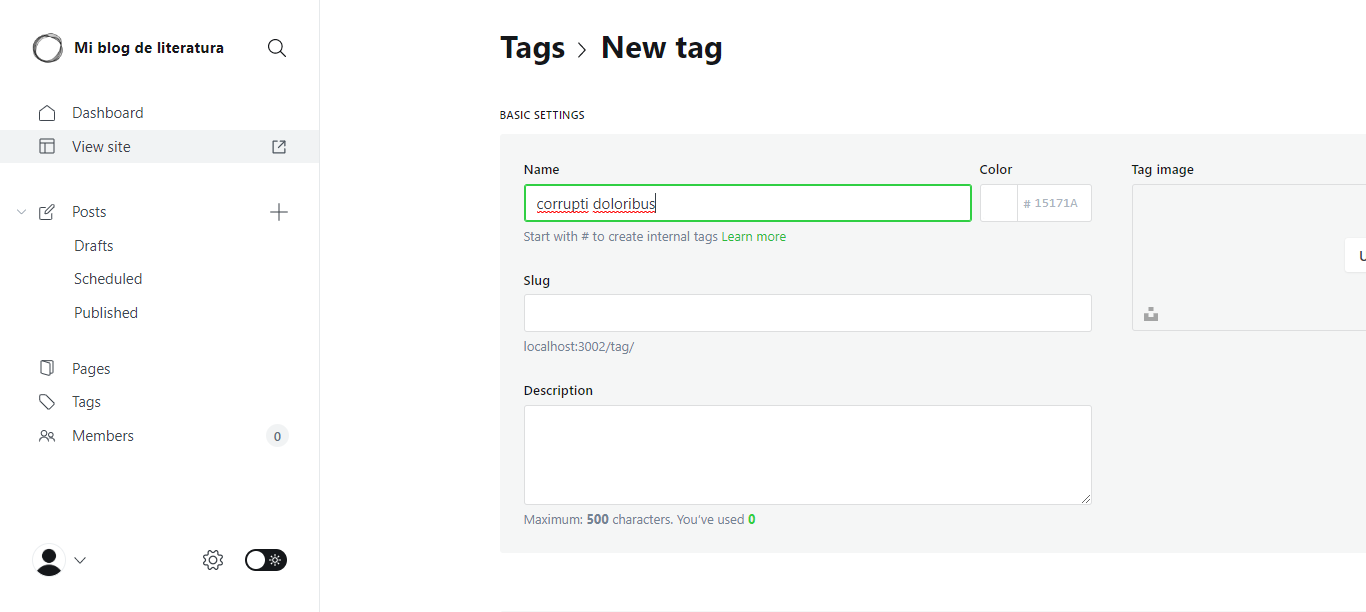 Mi blog de literatura
Dashboard
View site
Posts
Drafts
Scheduled
Published
Pages
Tags
Members 0
Tags › New tag
BASIC SETTINGS
Name
corrupti doloribus
Start with # to create internal tags Learn more
Color
# 15171A
Slug
localhost:3002/tag/
Description
Maximum: 500 characters. You've used 0
Tag image